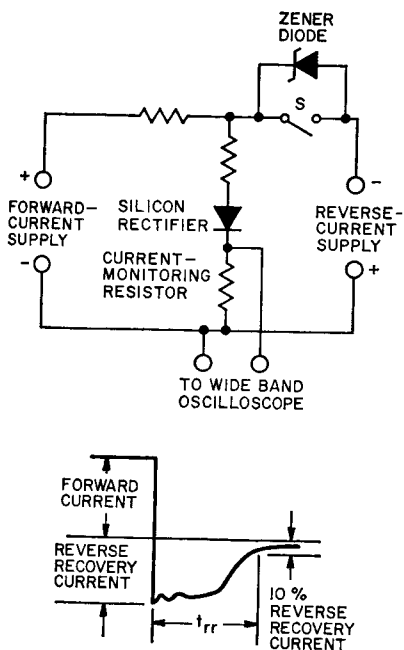 ZENER
DIODE
S
+
-
FORWARD-
CURRENT
SUPPLY
-
+
SILICON
RECTIFIER
REVERSE-
CURRENT
SUPPLY
CURRENT-
MONITORING
RESISTOR
TO WIDE BAND
OSCILLOSCOPE
FORWARD
CURRENT
REVERSE
RECOVERY
CURRENT
trr
10 %
REVERSE
RECOVERY
CURRENT